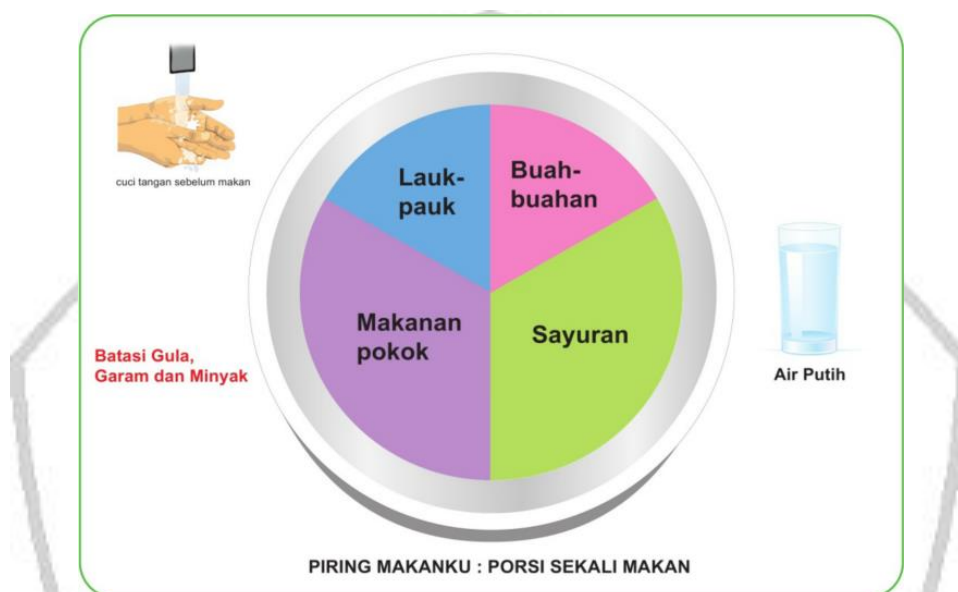 cuci tangan sebelum makan
Lauk-
pauk
Buah-
buahan
Makanan
pokok
Sayuran
Batasi Gula,
Garam dan Minyak
Air Putih
PIRING MAKANKU : PORSI SEKALI MAKAN